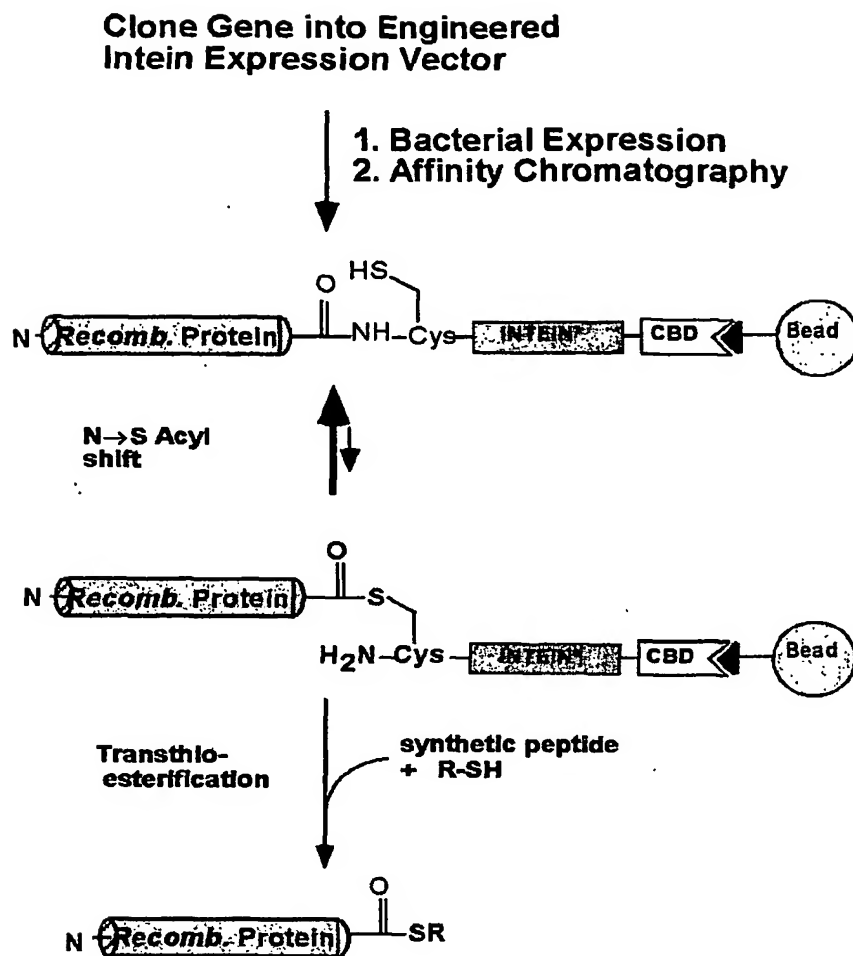 Clone Gene into Engineered
Intein Expression Vector
1. Bacterial Expression
2. Affinity Chromatography
HS
O
N Recomb. Protein NH Cys INTEIN CBD Bead
N→S Acyl
shift
O
N Recomb. Protein S
H2N Cys INTEIN CBD Bead
Transthio-
esterification
synthetic peptide
+ R-SH
O
N Recomb. Protein SR